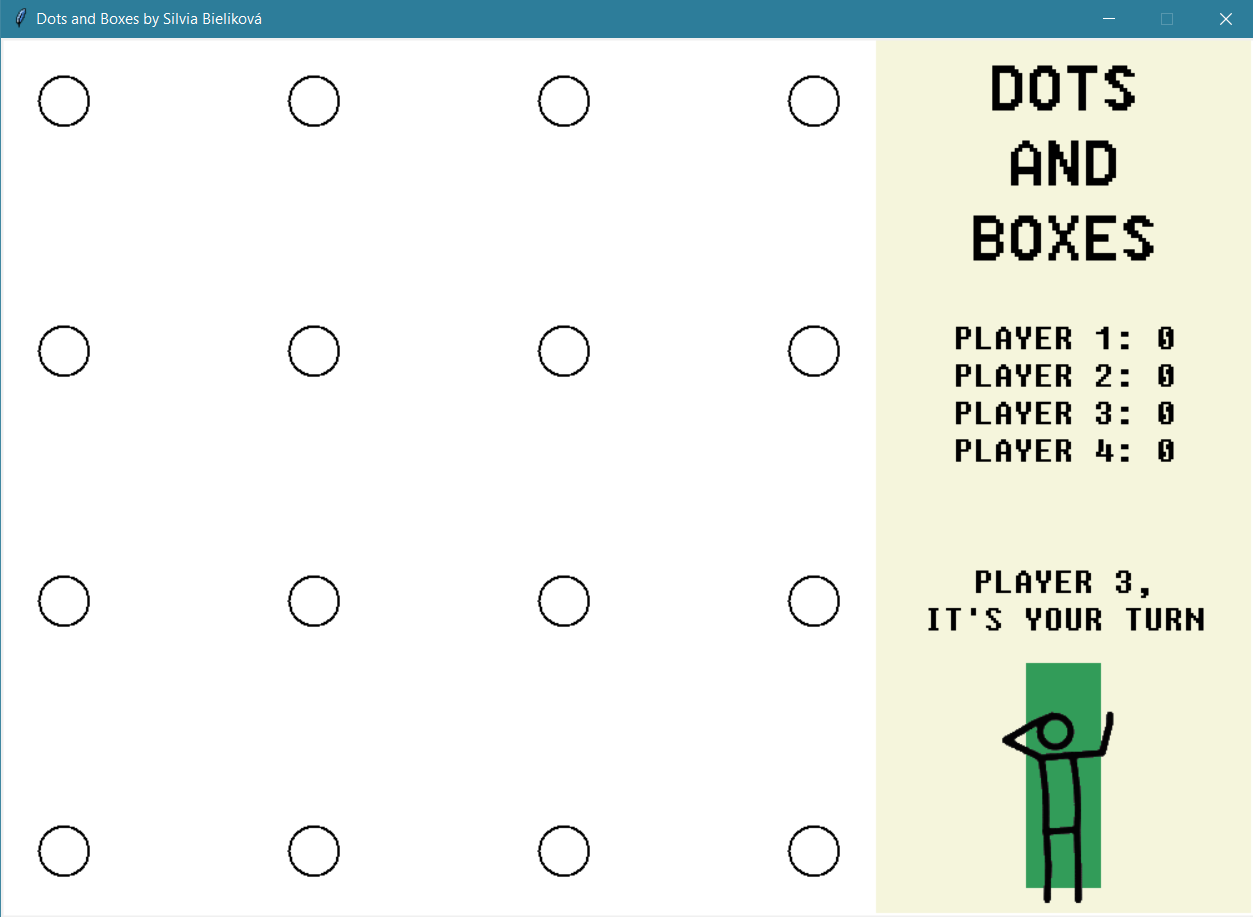 Dots and Boxes by Silvia Bieliková
DOTS
AND
BOXES
PLAYER 1: 0
PLAYER 2: 0
PLAYER 3: 0
PLAYER 4: 0
PLAYER 3,
IT'S YOUR TURN